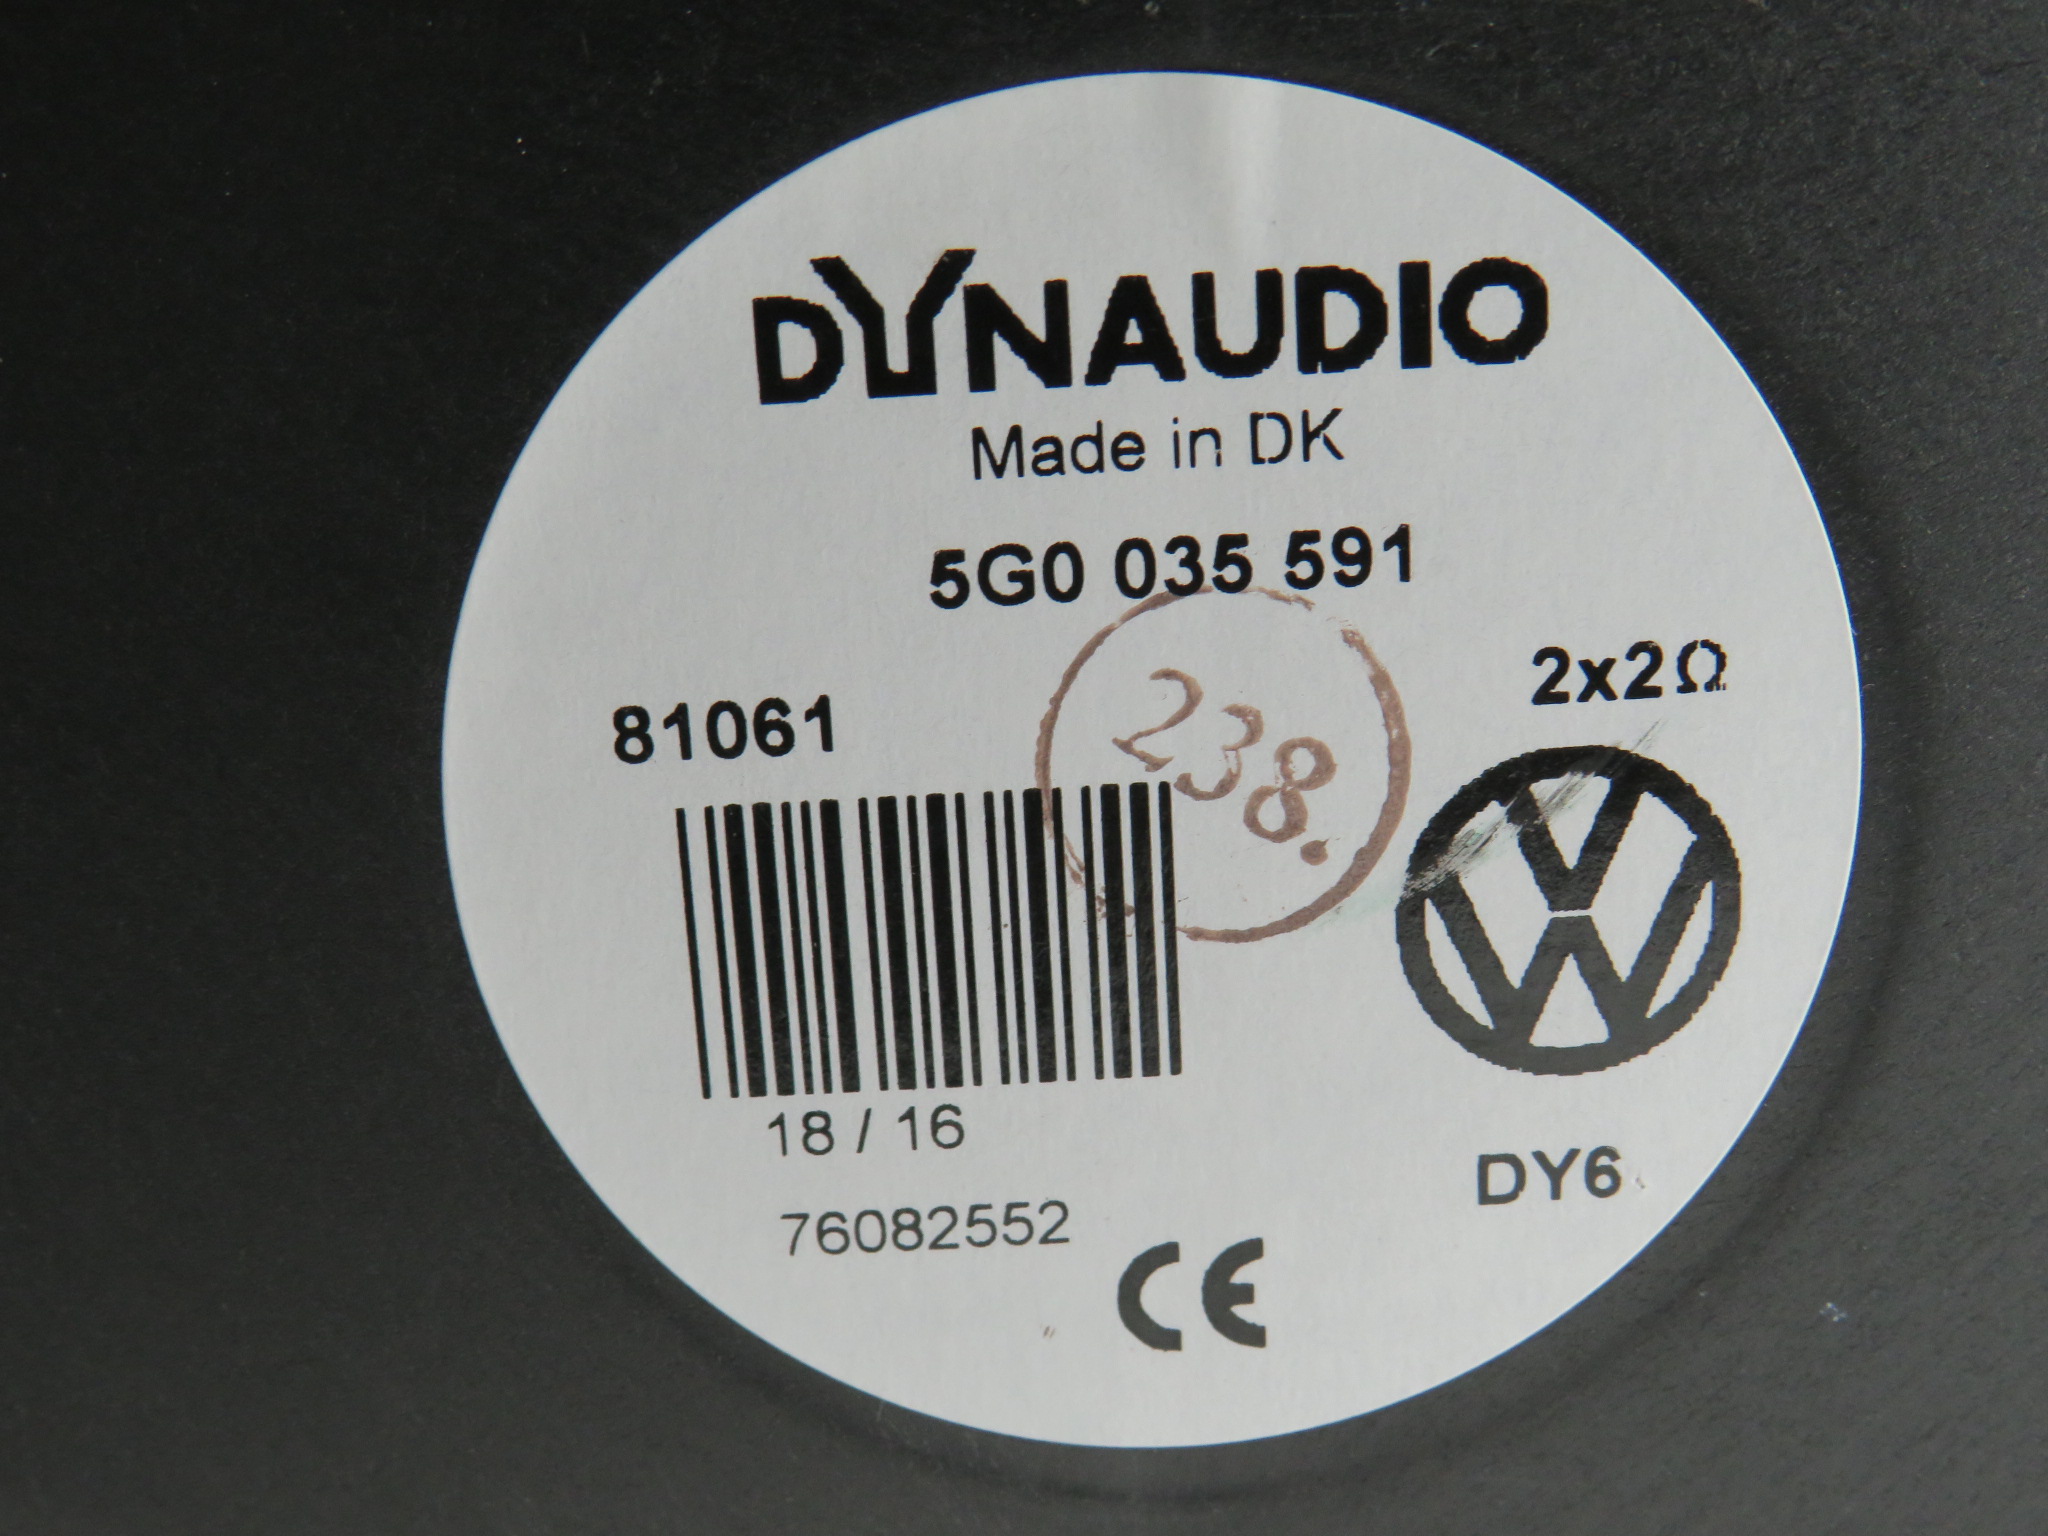 DYNAUDIO
Made in DK
5G0 035 591
2x2Ω
81061
238.
18 / 16
DY6
76082552
CE